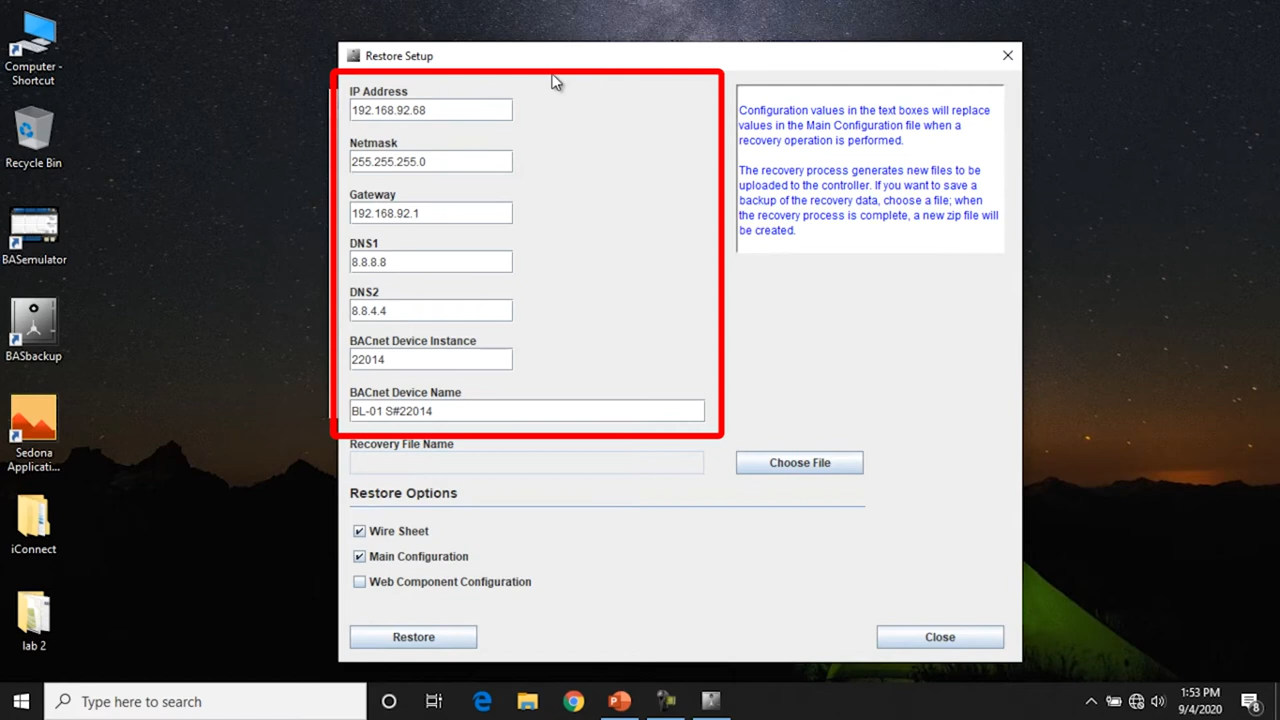 Computer -
Shortcut
Recycle Bin
BASemulator
BASbackup
Sedona
Applicati...
iConnect
lab 2
Restore Setup
IP Address
192.168.92.68
Netmask
255.255.255.0
Gateway
192.168.92.1
DNS1
8.8.8.8
DNS2
8.8.4.4
BACnet Device Instance
22014
BACnet Device Name
BL-01 S#22014
Recovery File Name
Choose File
Configuration values in the text boxes will replace
values in the Main Configuration file when a
recovery operation is performed.
The recovery process generates new files to be
uploaded to the controller. If you want to save a
backup of the recovery data, choose a file; when
the recovery process is complete, a new zip file will
be created.
Restore Options
Wire Sheet
Main Configuration
Web Component Configuration
Restore
Close
Type here to search
1:53 PM
9/4/2020
8